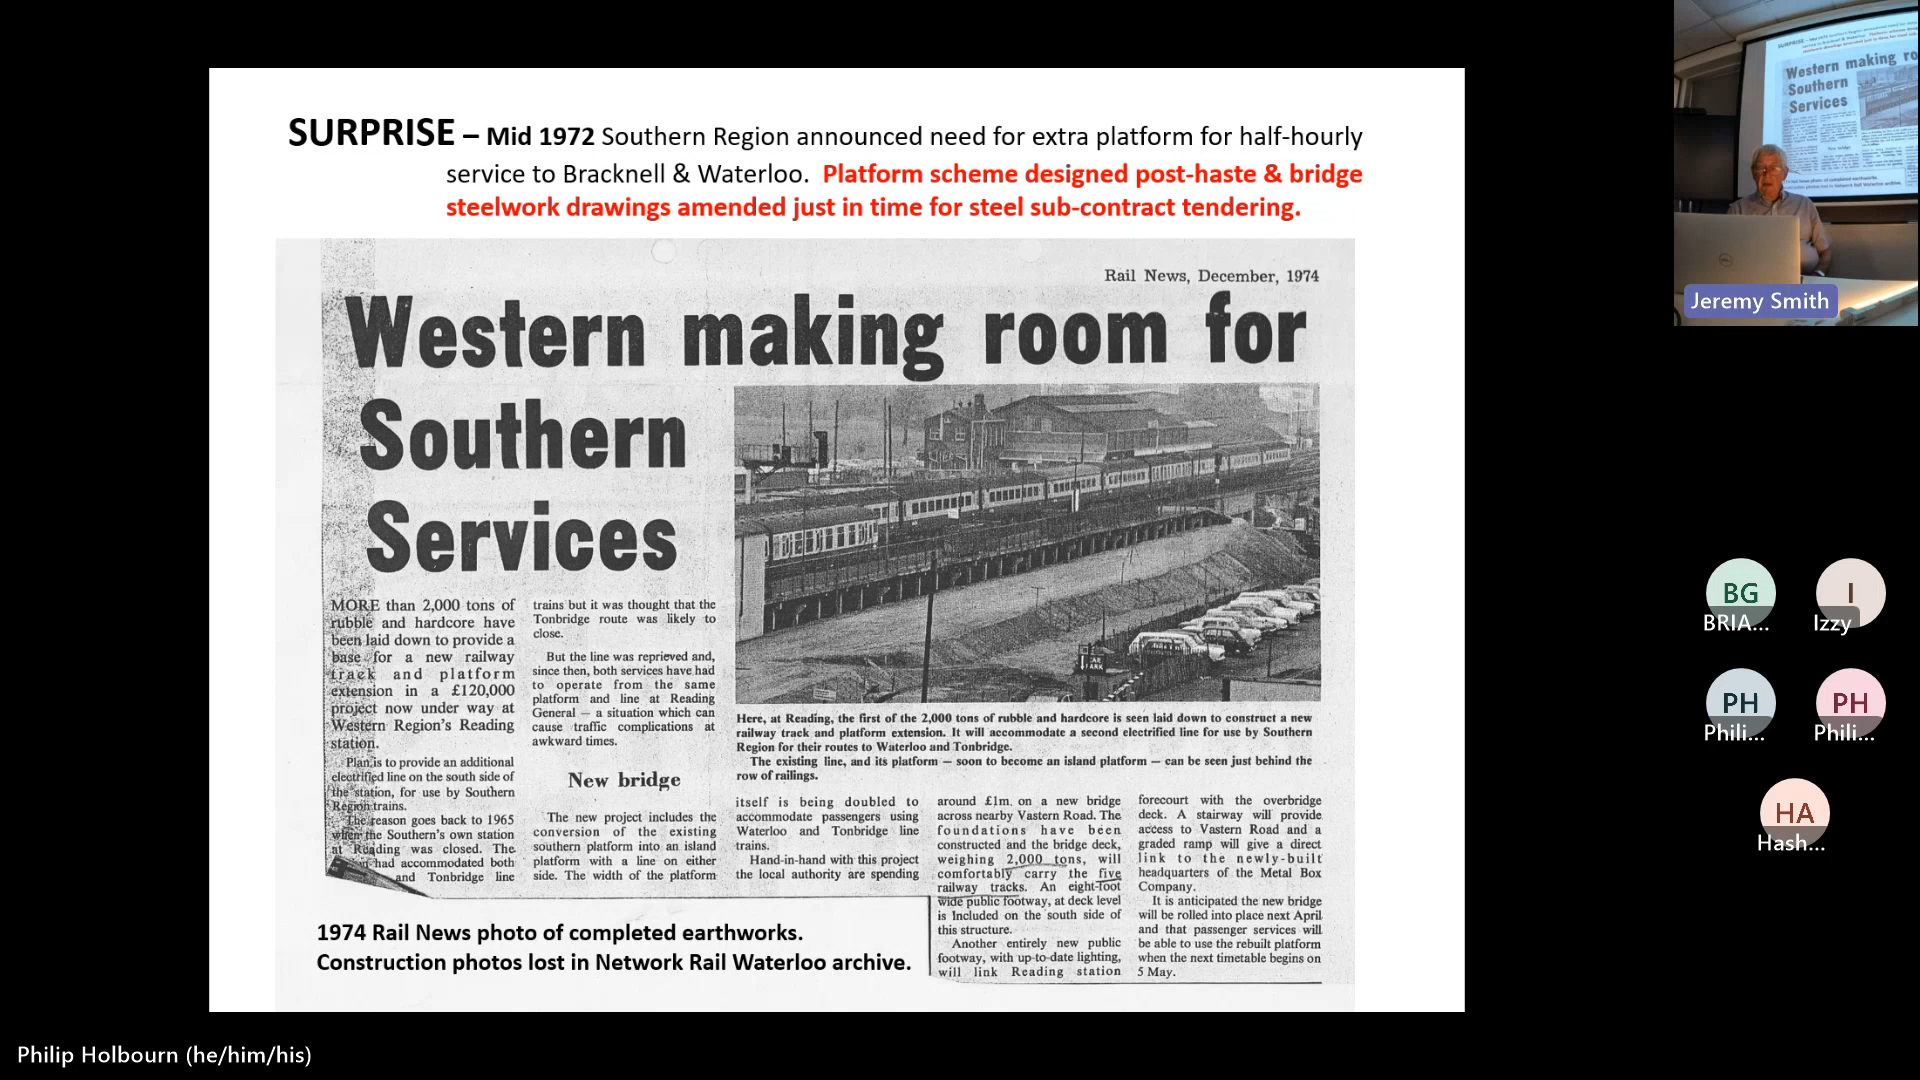 SURPRISE – Mid 1972 Southern Region announced need for extra platform for half-hourly
service to Bracknell & Waterloo. Platform scheme designed post-haste & bridge
steelwork drawings amended just in time for steel sub-contract tendering.
Rail News, December, 1974
Western making room for
Southern
Services
MORE than 2,000 tons of
rubble and hardcore have
been laid down to provide a
base for a new railway
track and platform
extension in a £120,000
project now under way at
Western Region's Reading
station.
Plan is to provide an additional
electrified line on the south side of
the station, for use by Southern
Region trains.
The reason goes back to 1965
when the Southern's own station
at Reading was closed. The
had accommodated both
and Tonbridge line
trains but it was thought that the
Tonbridge route was likely to
close.
But the line was reprieved and,
since then, both services have had
to operate from the same
platform and line at Reading
General — a situation which can
cause traffic complications at
awkward times.
New bridge
The new project includes the
conversion of the existing
southern platform into an island
platform with a line on either
side. The width of the platform
CAR
PARK
Here, at Reading, the first of the 2,000 tons of rubble and hardcore is seen laid down to construct a new
railway track and platform extension. It will accommodate a second electrified line for use by Southern
Region for their routes to Waterloo and Tonbridge.
The existing line, and its platform — soon to become an island platform — can be seen just behind the
row of railings.
itself is being doubled to
accommodate passengers using
Waterloo and Tonbridge line
trains.
Hand-in-hand with this project
the local authority are spending
around £1m. on a new bridge
across nearby Vastern Road. The
foundations have been
constructed and the bridge deck,
weighing 2,000 tons, will
comfortably carry the five
railway tracks. An eight-foot
wide public footway, at deck level
is included on the south side of
this structure.
Another entirely new public
footway, with up-to-date lighting,
will link Reading station
forecourt with the overbridge
deck. A stairway will provide
access to Vastern Road and a
graded ramp will give a direct
link to the newly-built
headquarters of the Metal Box
Company.
It is anticipated the new bridge
will be rolled into place next April
and that passenger services will
be able to use the rebuilt platform
when the next timetable begins on
5 May.
1974 Rail News photo of completed earthworks.
Construction photos lost in Network Rail Waterloo archive.
Western making ro
Southern
Services
Jeremy Smith
BG
BRIA...
I
Izzy
PH
Phili...
PH
Phili...
HA
Hash...
Philip Holbourn (he/him/his)